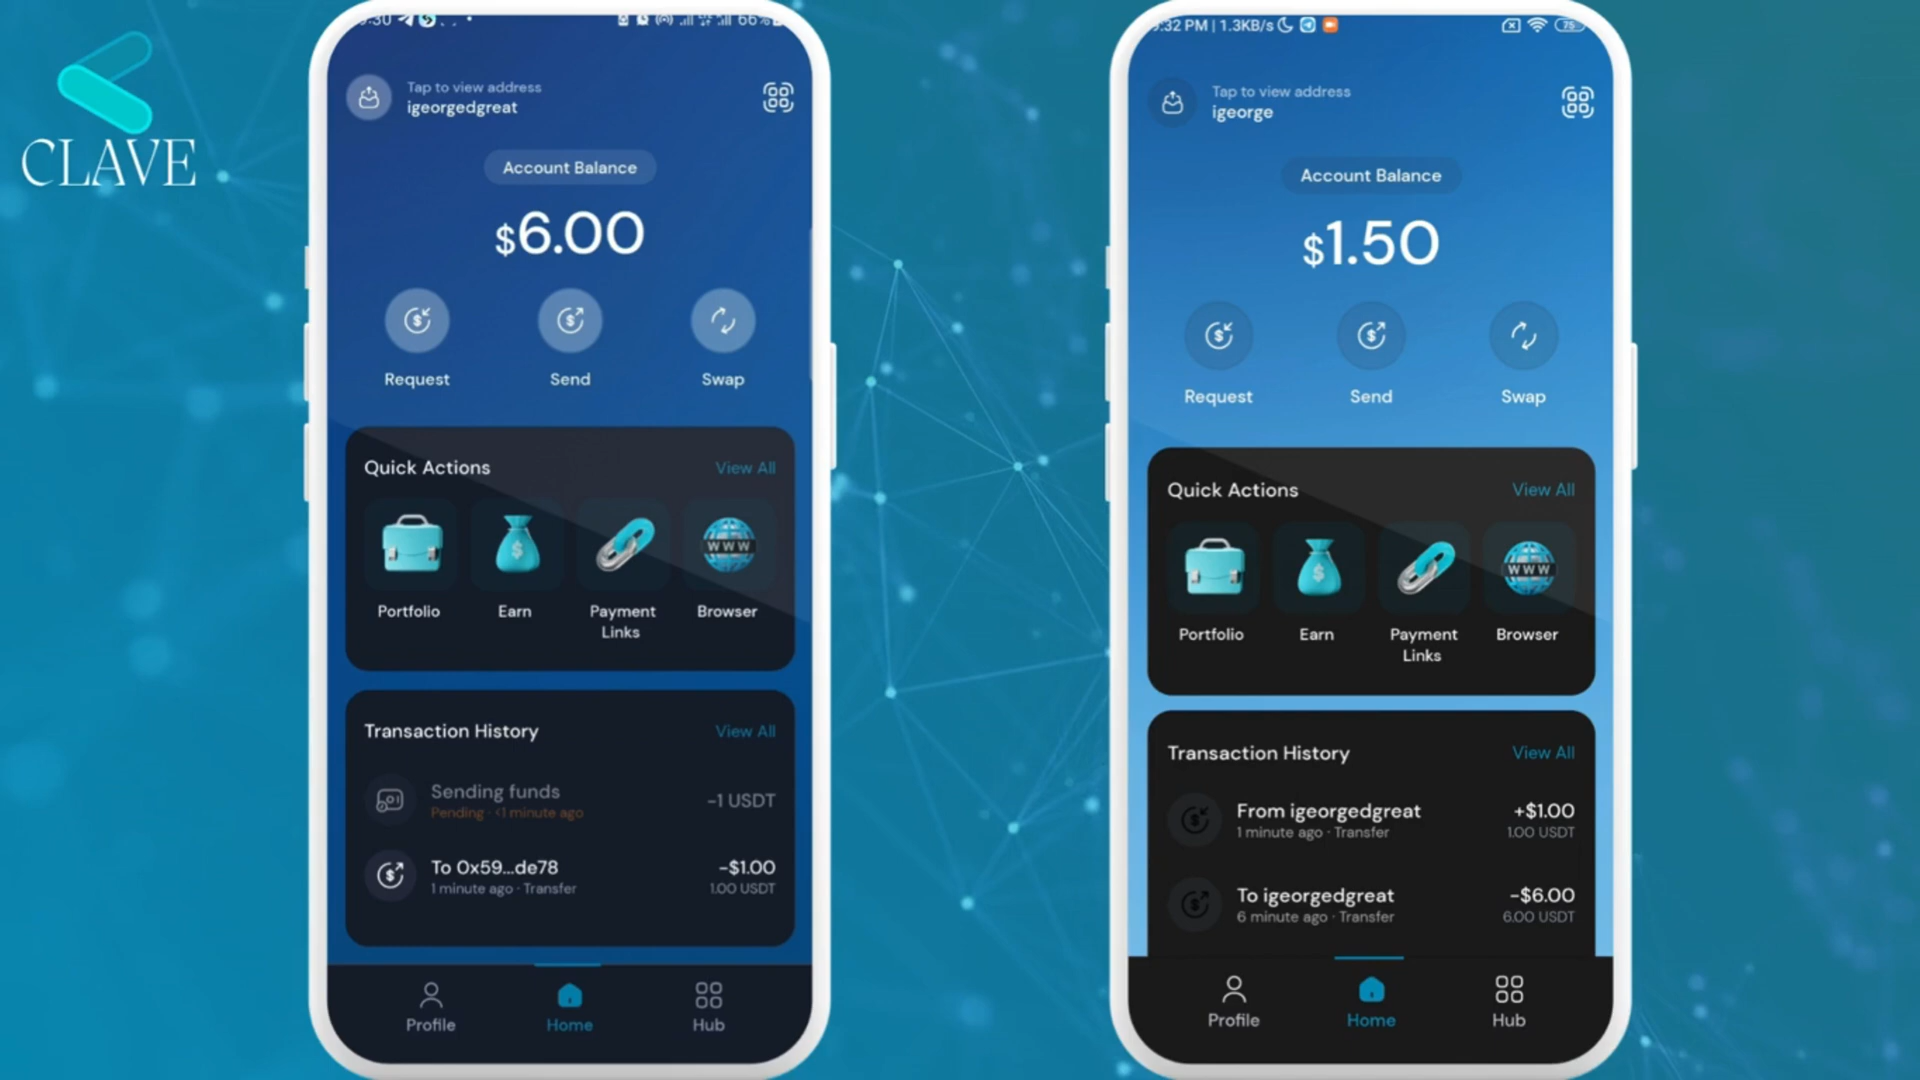 CLAVE
:30
66%
Tap to view address
igeorgedgreat
Account Balance
$6.00
Request
Send
Swap
Quick Actions
View All
WWW
Portfolio
Earn
Payment
Links
Browser
Transaction History
View All
Sending funds
-1 USDT
Pending · <1 minute ago
To 0x59...de78
-$1.00
1 minute ago · Transfer
1.00 USDT
Profile
Home
Hub
:32 PM | 1.3KB/s
75
Tap to view address
igeorge
Account Balance
$1.50
Request
Send
Swap
Quick Actions
View All
WWW
Portfolio
Earn
Payment
Links
Browser
Transaction History
View All
From igeorgedgreat
+$1.00
1 minute ago · Transfer
1.00 USDT
To igeorgedgreat
-$6.00
6 minute ago · Transfer
6.00 USDT
Profile
Home
Hub